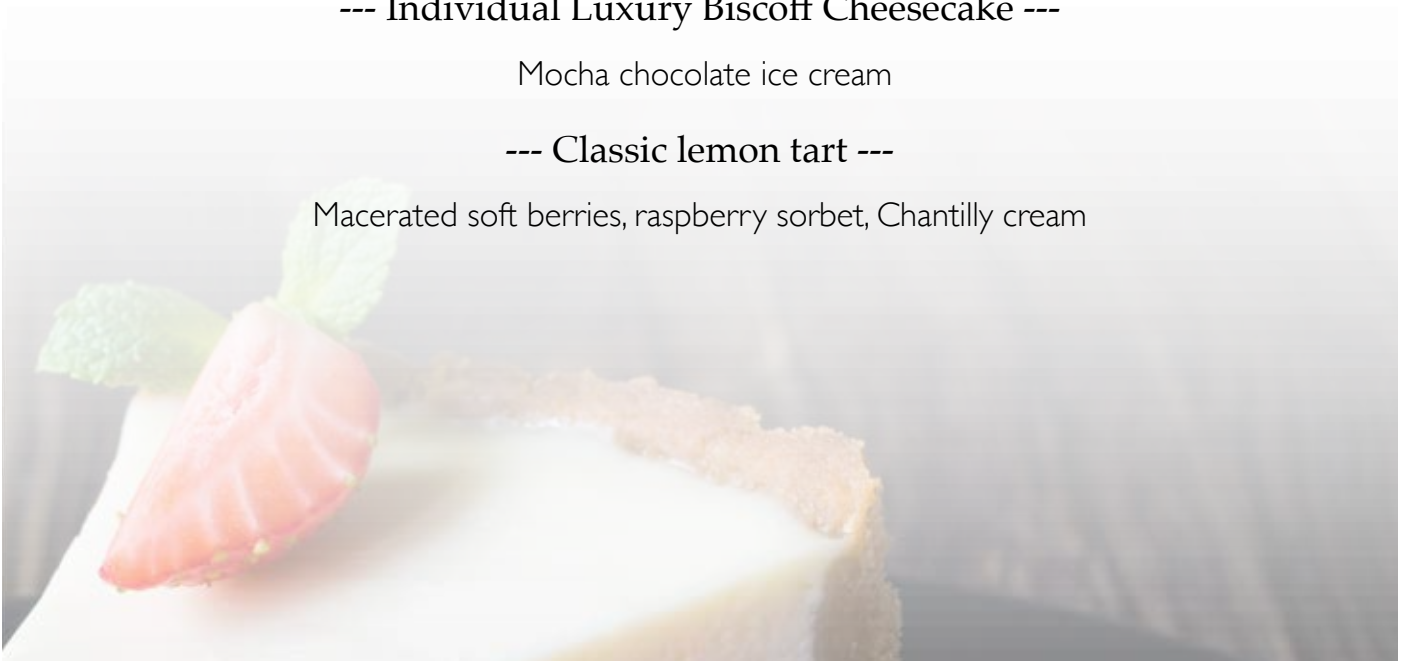 --- Individual Luxury Biscoff Cheesecake ---
Mocha chocolate ice cream
--- Classic lemon tart ---
Macerated soft berries, raspberry sorbet, Chantilly cream